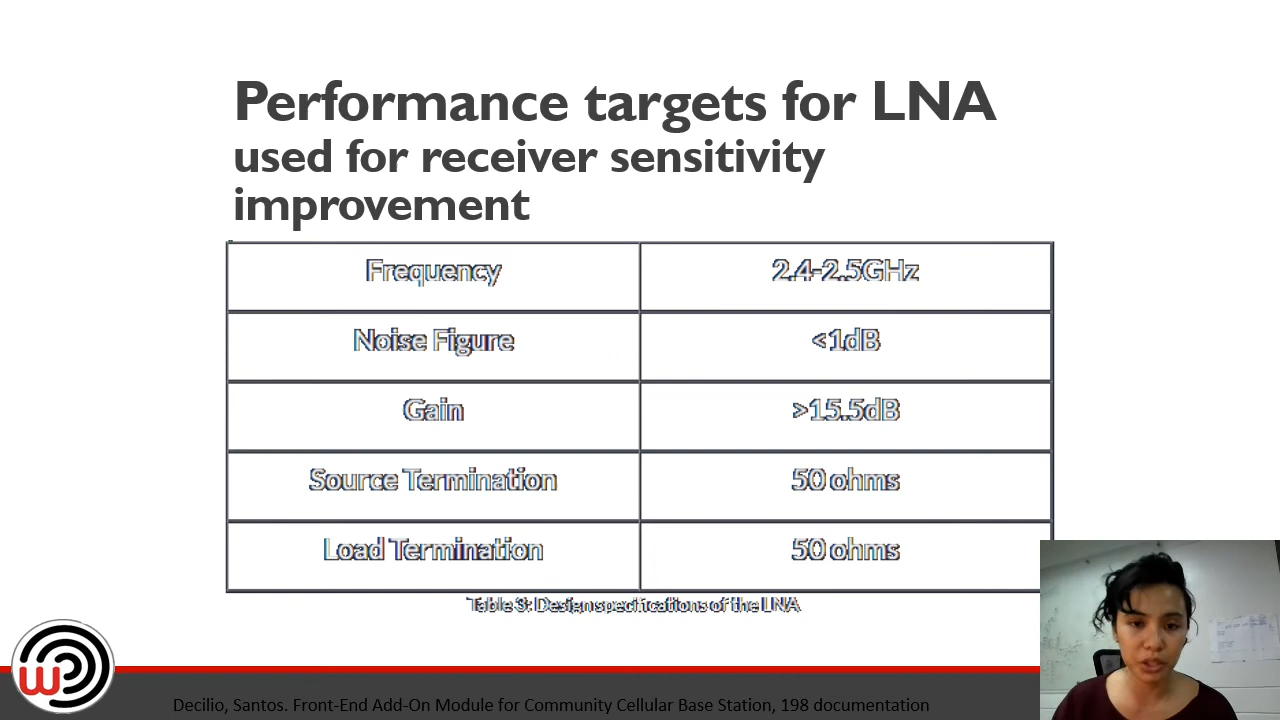 Performance targets for LNA
used for receiver sensitivity
improvement
Frequency 2.4-2.5GHz
Noise Figure <1dB
Gain >15.5dB
Source Termination 50 ohms
Load Termination 50 ohms
Table 3: Design specifications of the LNA
Decilio, Santos. Front-End Add-On Module for Community Cellular Base Station, 198 documentation